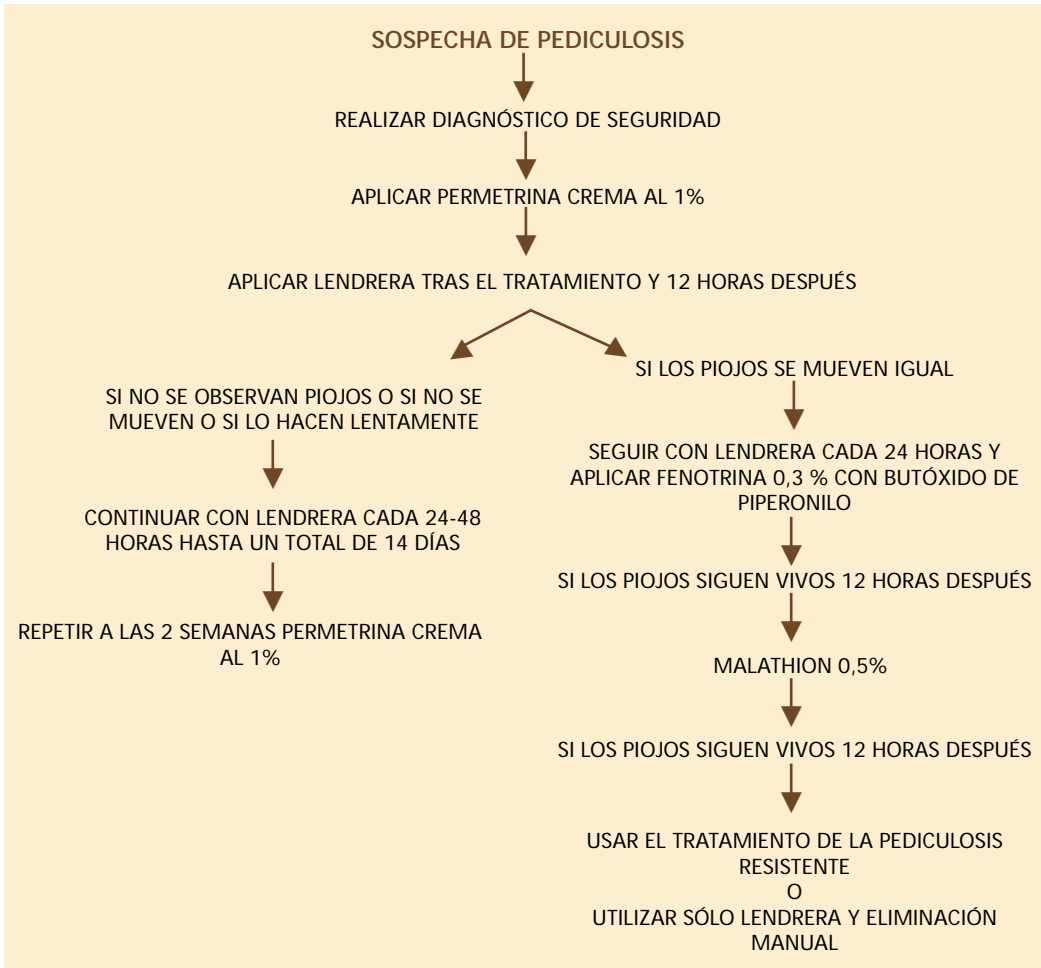 SOSPECHA DE PEDICULOSIS
REALIZAR DIAGNÓSTICO DE SEGURIDAD
APLICAR PERMETRINA CREMA AL 1%
APLICAR LENDRERA TRAS EL TRATAMIENTO Y 12 HORAS DESPUÉS
SI NO SE OBSERVAN PIOJOS O SI NO SE
MUEVEN O SI LO HACEN LENTAMENTE
CONTINUAR CON LENDRERA CADA 24-48
HORAS HASTA UN TOTAL DE 14 DÍAS
REPETIR A LAS 2 SEMANAS PERMETRINA CREMA
AL 1%
SI LOS PIOJOS SE MUEVEN IGUAL
SEGUIR CON LENDRERA CADA 24 HORAS Y
APLICAR FENOTRINA 0,3 % CON BUTÓXIDO DE
PIPERONILO
SI LOS PIOJOS SIGUEN VIVOS 12 HORAS DESPUÉS
MALATHION 0,5%
SI LOS PIOJOS SIGUEN VIVOS 12 HORAS DESPUÉS
USAR EL TRATAMIENTO DE LA PEDICULOSIS
RESISTENTE
O
UTILIZAR SÓLO LENDRERA Y ELIMINACIÓN
MANUAL